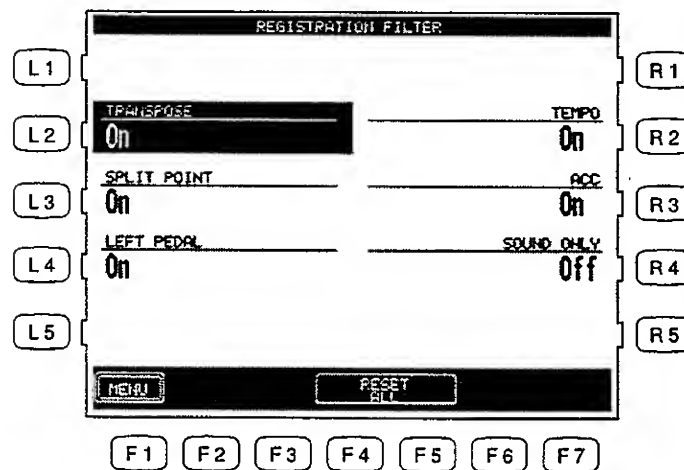 REGISTRATION FILTER
L1
R1
TRANSPOSE
TEMPO
L2
On
On
R2
SPLIT POINT
ACC
L3
On
On
R3
LEFT PEDAL
SOUND ONLY
L4
On
Off
R4
L5
R5
MENU
RESET
ALL
F1 F2 F3 F4 F5 F6 F7